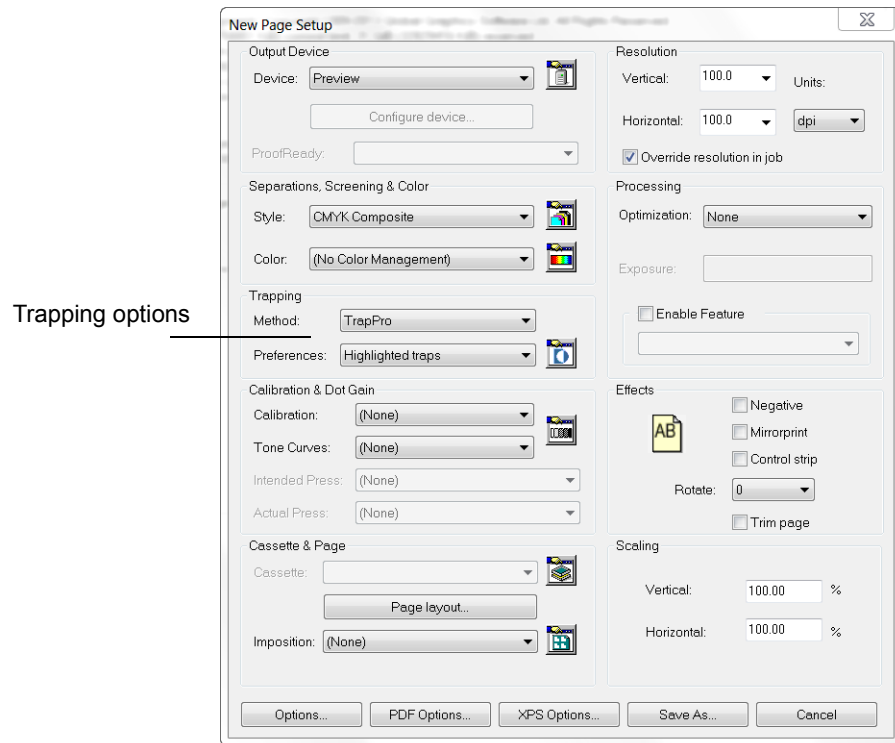 New Page Setup
Output Device
Device: Preview
Configure device...
ProofReady:
Separations, Screening & Color
Style: CMYK Composite
Color: (No Color Management)
Trapping options
Trapping
Method: TrapPro
Preferences: Highlighted traps
Calibration & Dot Gain
Calibration: (None)
Tone Curves: (None)
Intended Press: (None)
Actual Press: (None)
Cassette & Page
Cassette:
Page layout...
Imposition: (None)
Resolution
Vertical: 100.0 Units:
Horizontal: 100.0 dpi
Override resolution in job
Processing
Optimization: None
Exposure:
Enable Feature
Effects
AB
Negative
Mirrorprint
Control strip
Rotate: 0
Trim page
Scaling
Vertical: 100.00 %
Horizontal: 100.00 %
Options... PDF Options... XPS Options... Save As... Cancel